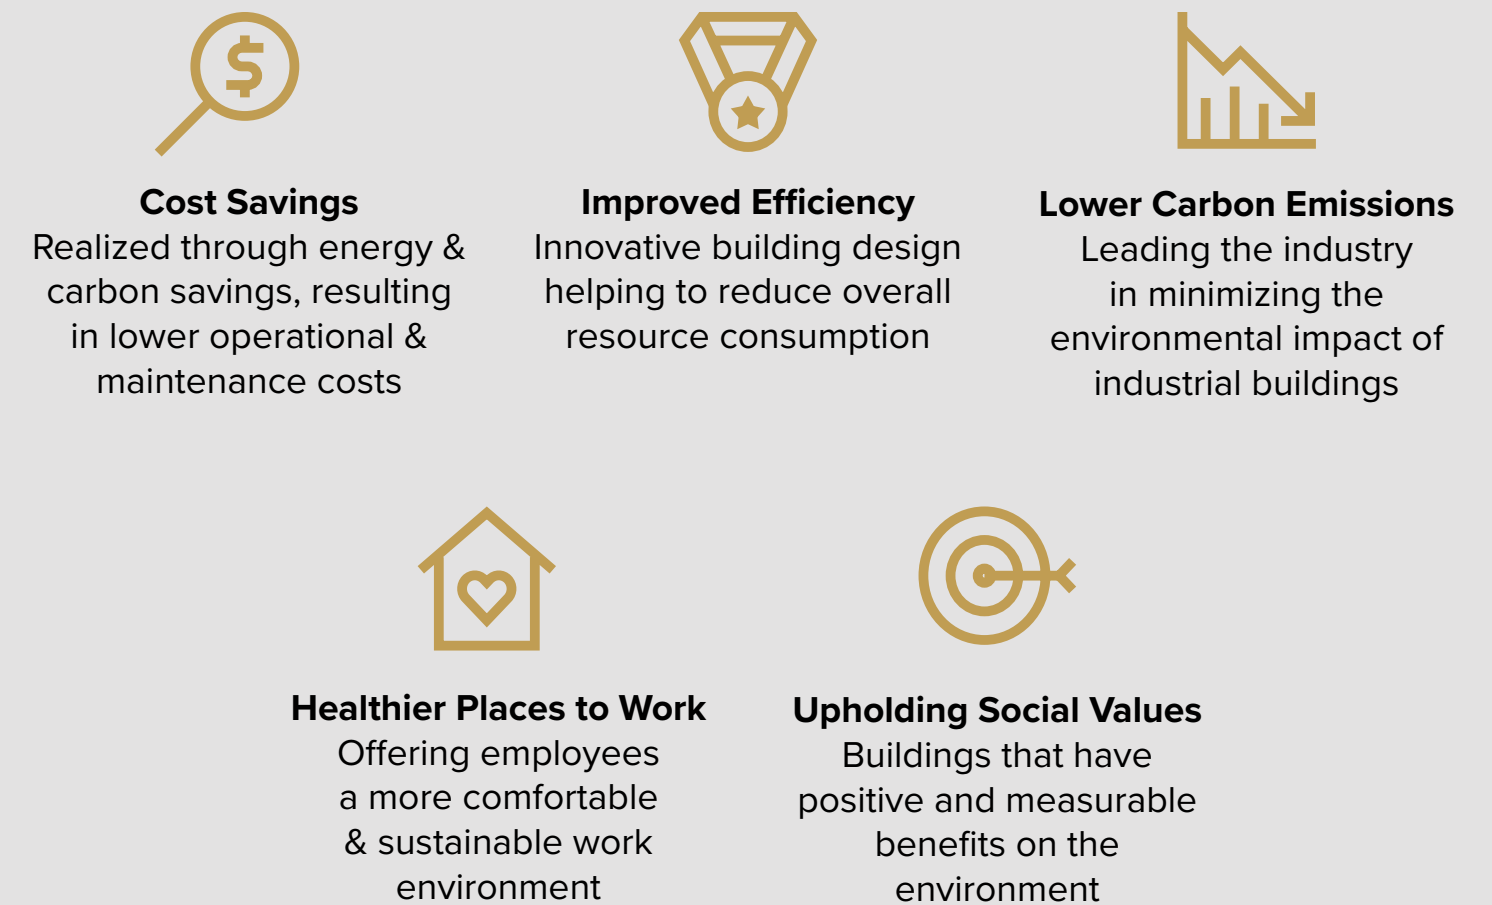 $
Cost Savings
Realized through energy &
carbon savings, resulting
in lower operational &
maintenance costs
Improved Efficiency
Innovative building design
helping to reduce overall
resource consumption
Lower Carbon Emissions
Leading the industry
in minimizing the
environmental impact of
industrial buildings
Healthier Places to Work
Offering employees
a more comfortable
& sustainable work
environment
Upholding Social Values
Buildings that have
positive and measurable
benefits on the
environment